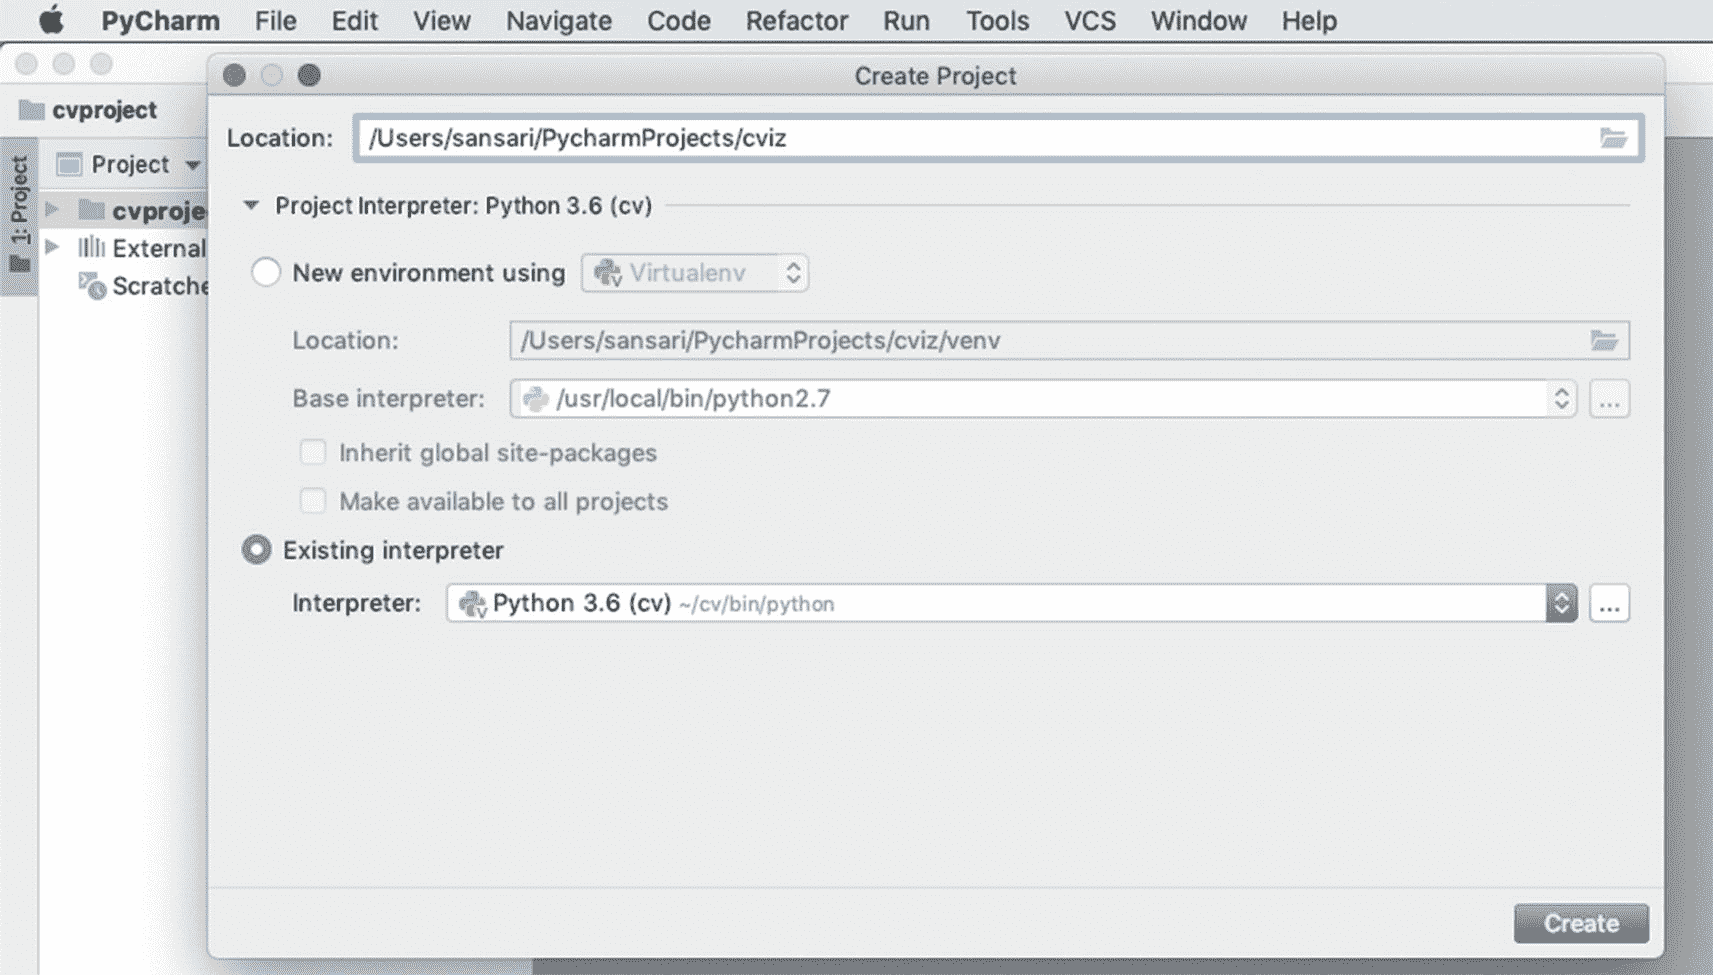 PyCharm File Edit View Navigate Code Refactor Run Tools VCS Window Help
Create Project
cvproject
Location: /Users/sansari/PycharmProjects/cviz
1: Project
Project
cvproje
External
Scratche
Project Interpreter: Python 3.6 (cv)
New environment using Virtualenv
Location: /Users/sansari/PycharmProjects/cviz/venv
Base interpreter: /usr/local/bin/python2.7 ...
Inherit global site-packages
Make available to all projects
Existing interpreter
Interpreter: Python 3.6 (cv) ~/cv/bin/python ...
Create